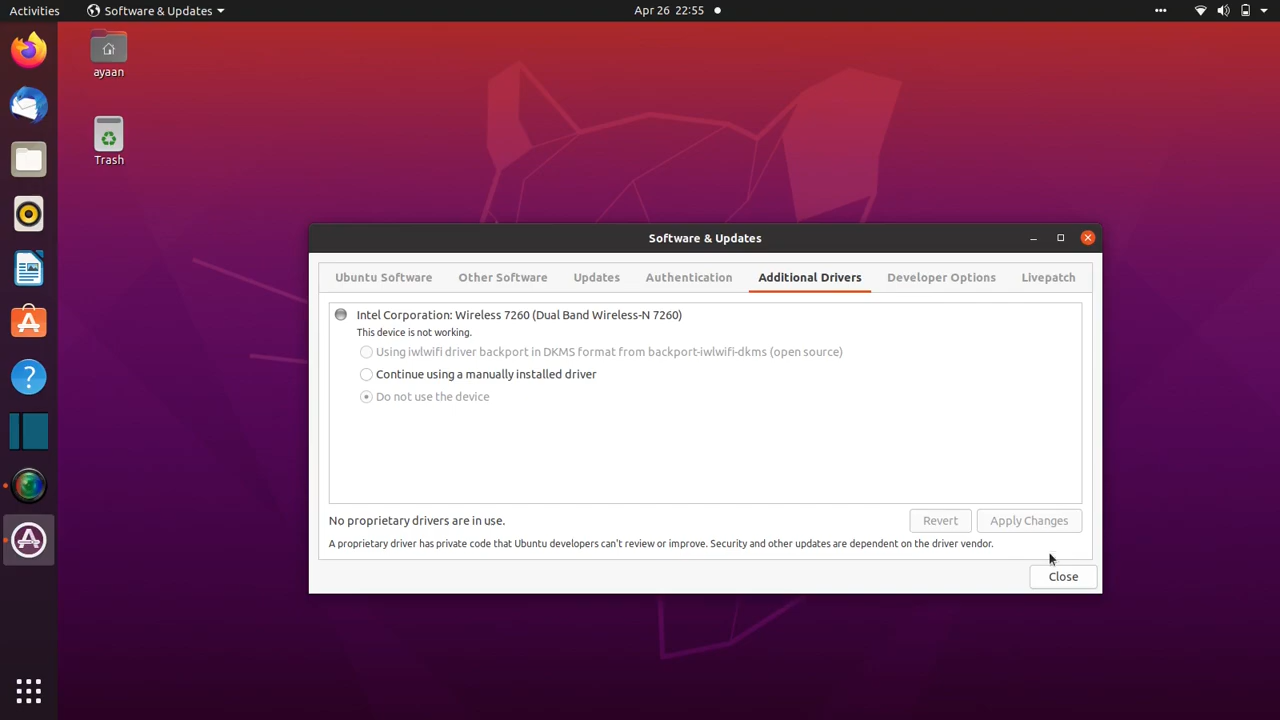 Activities
Software & Updates
Apr 26 22:55
ayaan
Trash
Software & Updates
Ubuntu Software
Other Software
Updates
Authentication
Additional Drivers
Developer Options
Livepatch
Intel Corporation: Wireless 7260 (Dual Band Wireless-N 7260)
This device is not working.
Using iwlwifi driver backport in DKMS format from backport-iwlwifi-dkms (open source)
Continue using a manually installed driver
Do not use the device
No proprietary drivers are in use.
Revert
Apply Changes
A proprietary driver has private code that Ubuntu developers can't review or improve. Security and other updates are dependent on the driver vendor.
Close